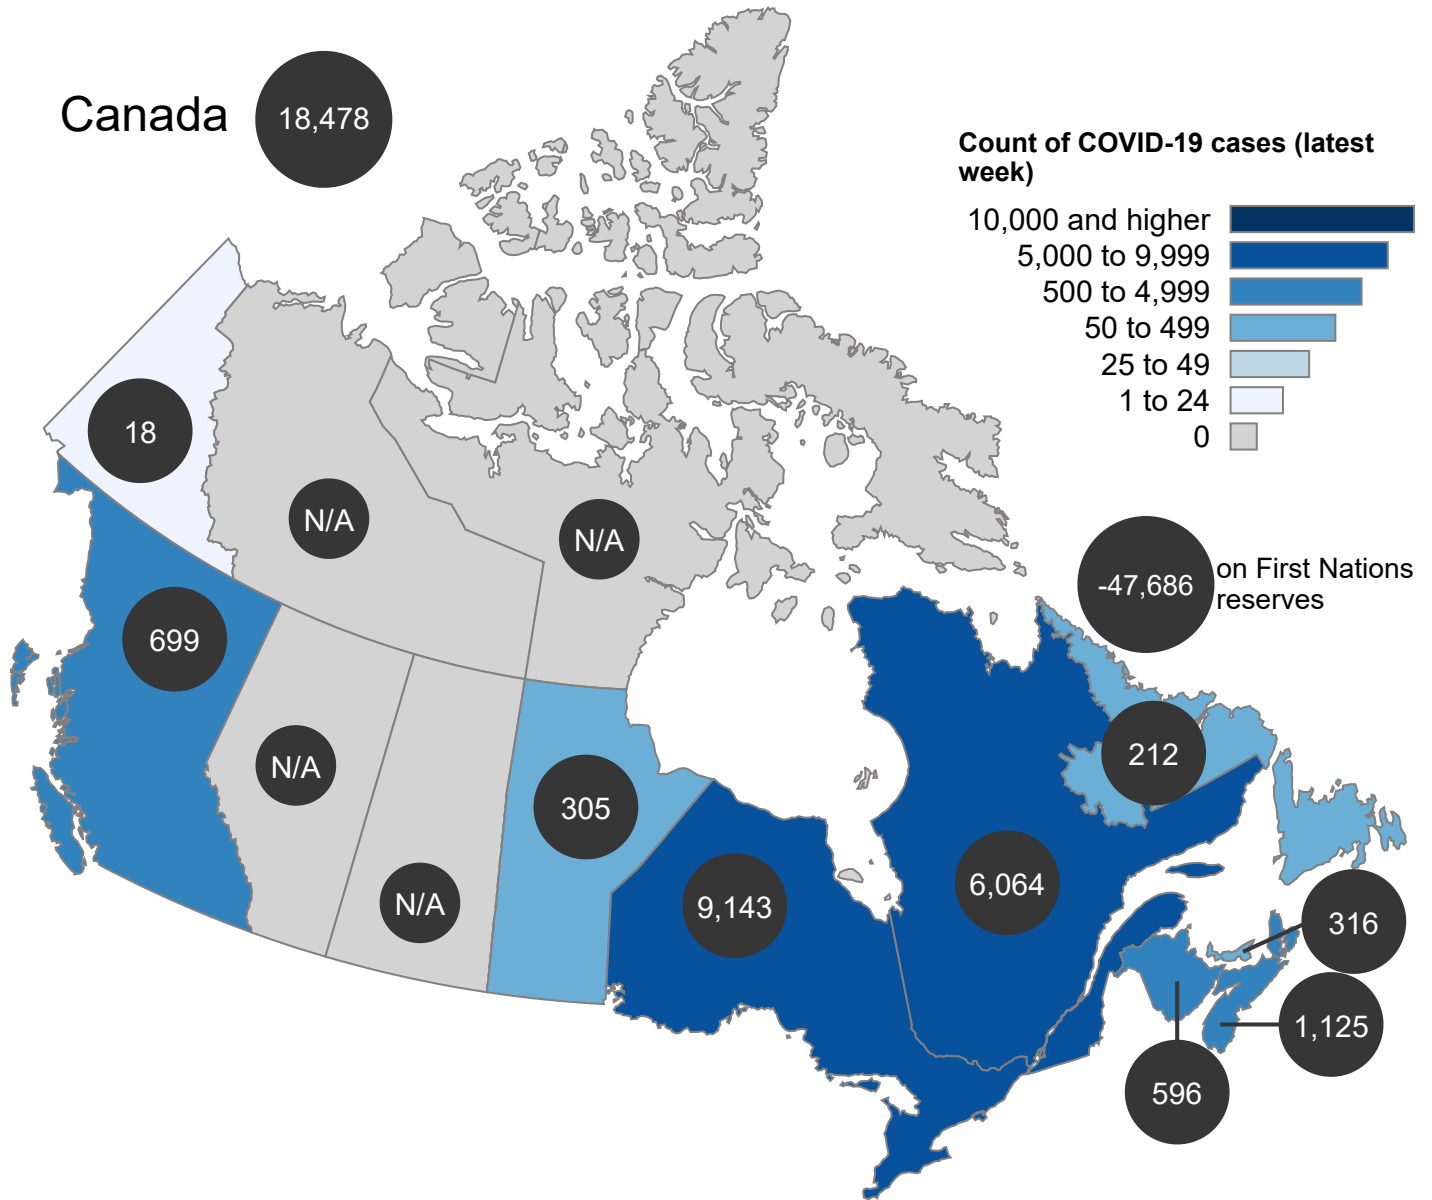 Canada
18,478
Count of COVID-19 cases (latest
week)
10,000 and higher
5,000 to 9,999
500 to 4,999
50 to 499
25 to 49
1 to 24
0
18
N/A
N/A
-47,686
on First Nations
reserves
699
N/A
305
212
N/A
9,143
6,064
316
1,125
596